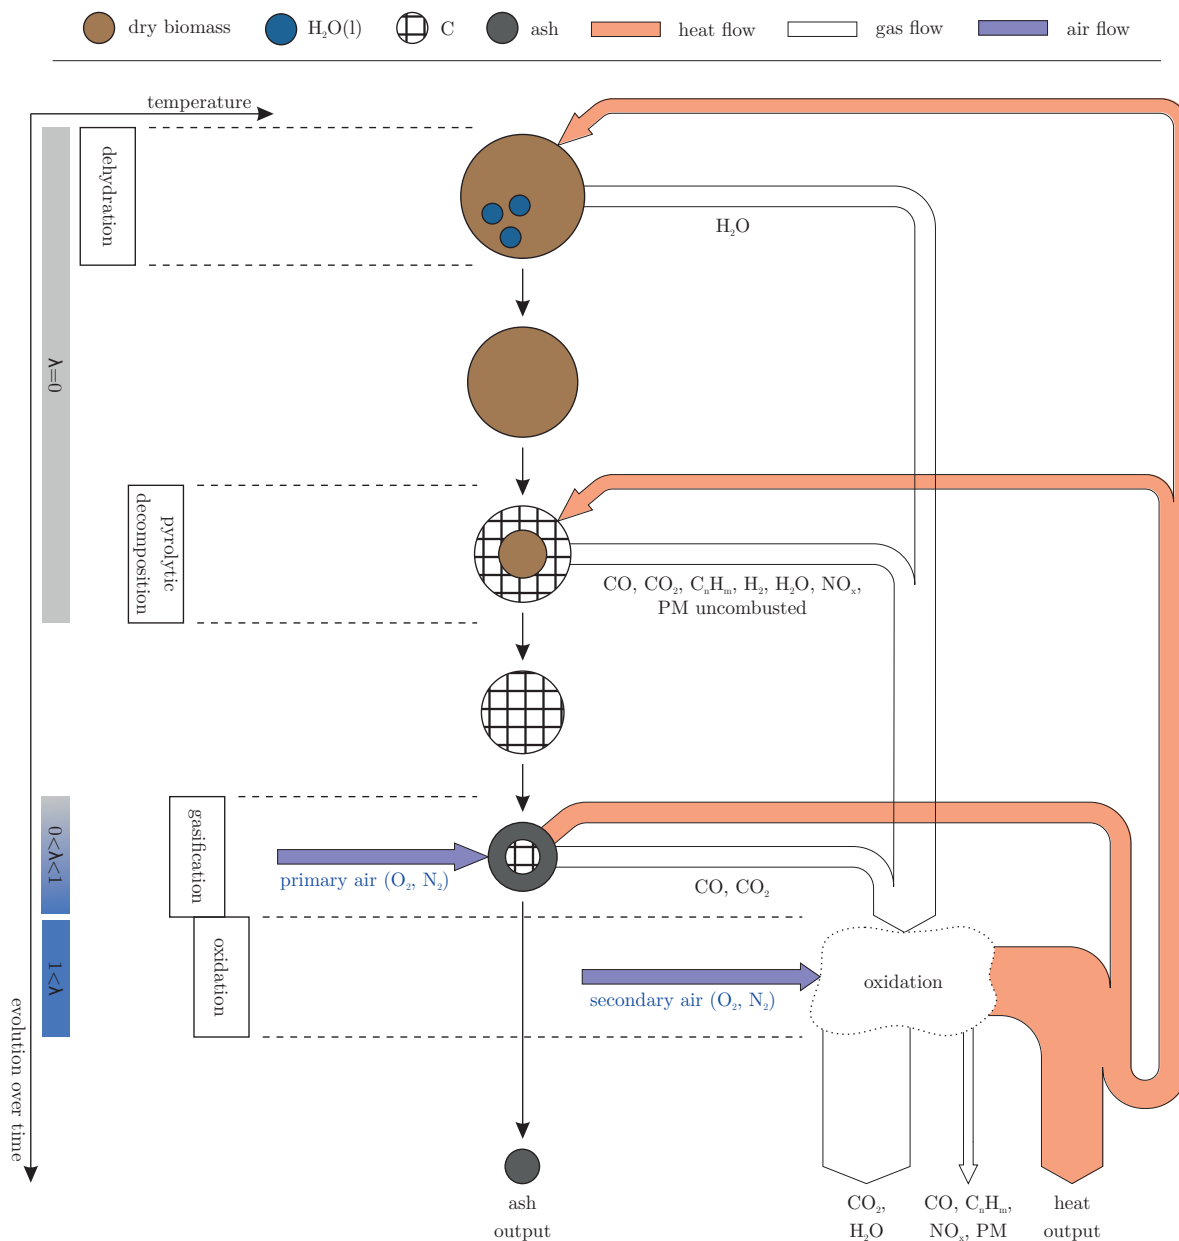 dry biomass
H₂O(l)
C
ash
heat flow
gas flow
air flow
temperature
dehydration
H₂O
λ=0
pyrolytic
decomposition
CO, CO₂, CₙHₘ, H₂, H₂O, NOₓ,
PM uncombusted
gasification
0<λ<1
primary air (O₂, N₂)
CO, CO₂
oxidation
1<λ
oxidation
secondary air (O₂, N₂)
evolution over time
ash
output
CO₂,
H₂O
CO, CₙHₘ,
NOₓ, PM
heat
output